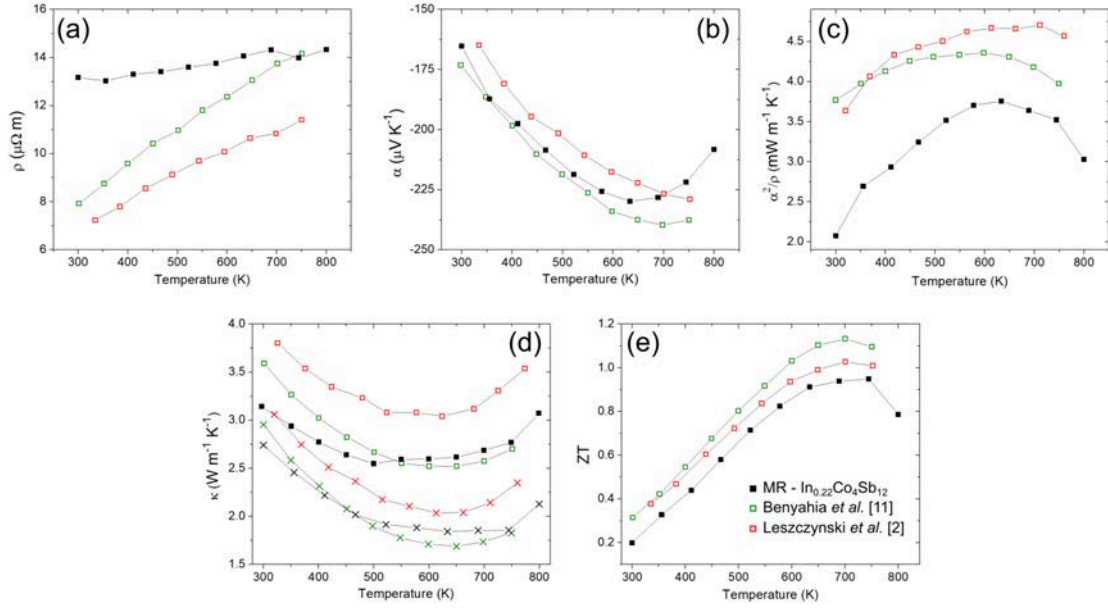 (a)
ρ (μΩ m)
16
14
12
10
8
6
300 400 500 600 700 800
Temperature (K)
(b)
α (μV K⁻¹)
-150
-175
-200
-225
-250
300 400 500 600 700 800
Temperature (K)
(c)
α²/ρ (mW m⁻¹ K⁻¹)
4.5
4.0
3.5
3.0
2.5
2.0
300 400 500 600 700 800
Temperature (K)
(d)
κ (W m⁻¹ K⁻¹)
4.0
3.5
3.0
2.5
2.0
1.5
300 400 500 600 700 800
Temperature (K)
(e)
ZT
1.2
1.0
0.8
0.6
0.4
0.2
MR - In₀.₂₂Co₄Sb₁₂
Benyahia et al. [11]
Leszczynski et al. [2]
300 400 500 600 700 800
Temperature (K)